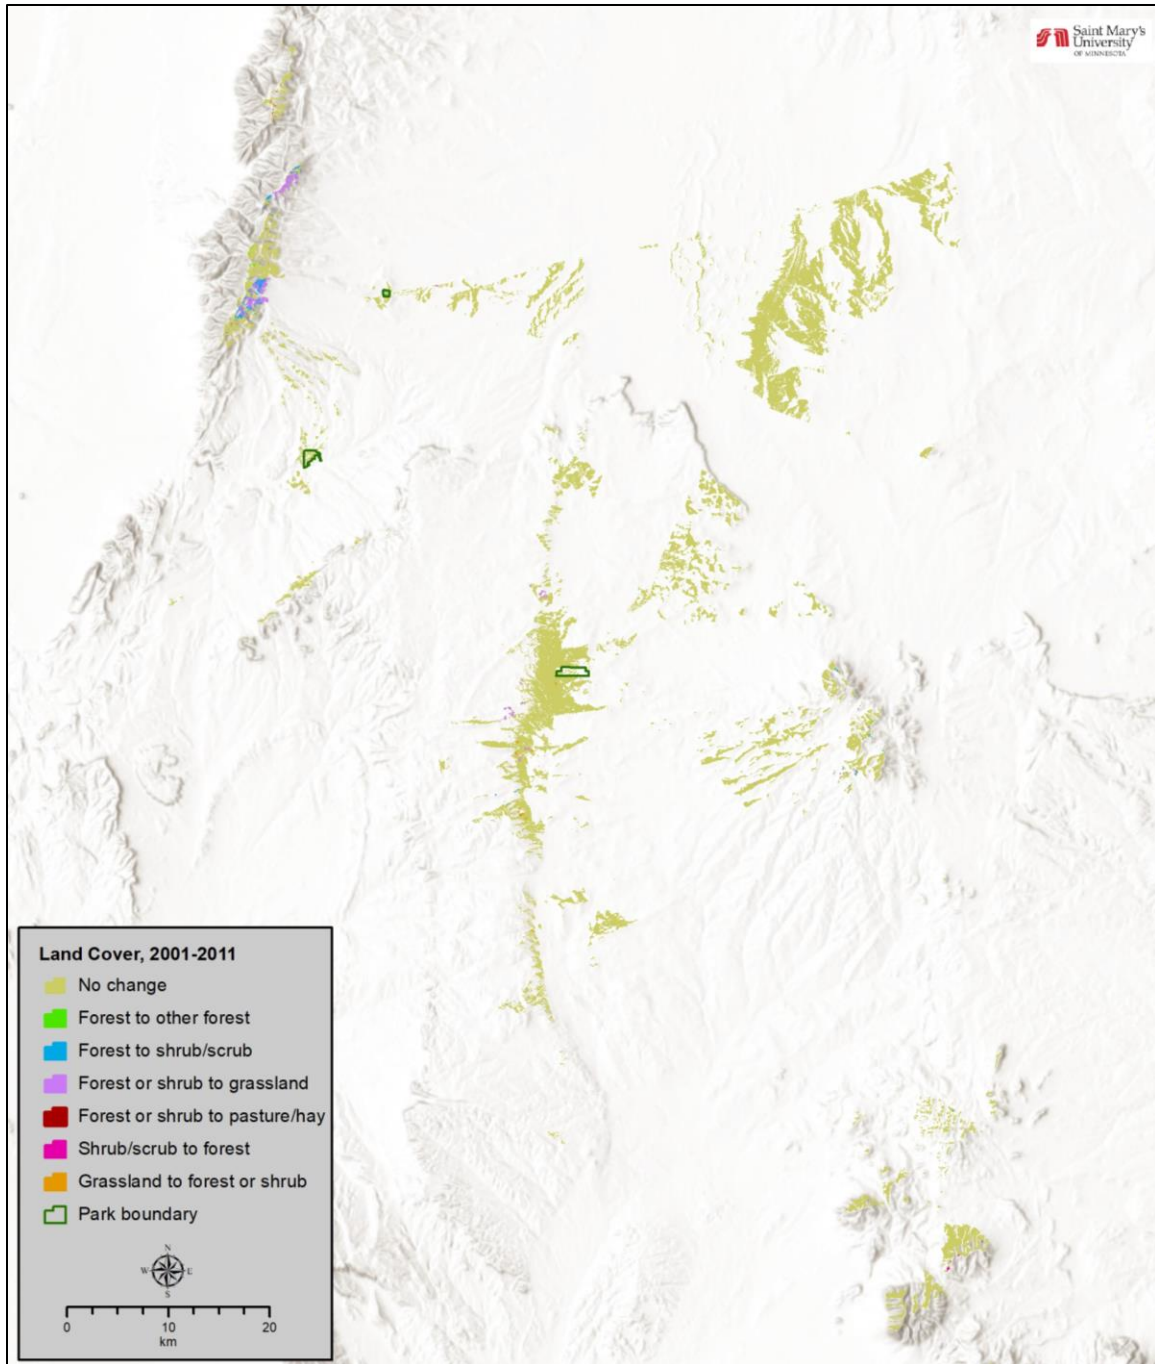 Saint Mary's
University
OF MINNESOTA
Land Cover, 2001-2011
No change
Forest to other forest
Forest to shrub/scrub
Forest or shrub to grassland
Forest or shrub to pasture/hay
Shrub/scrub to forest
Grassland to forest or shrub
Park boundary
N
W E
S
0 10 20
km